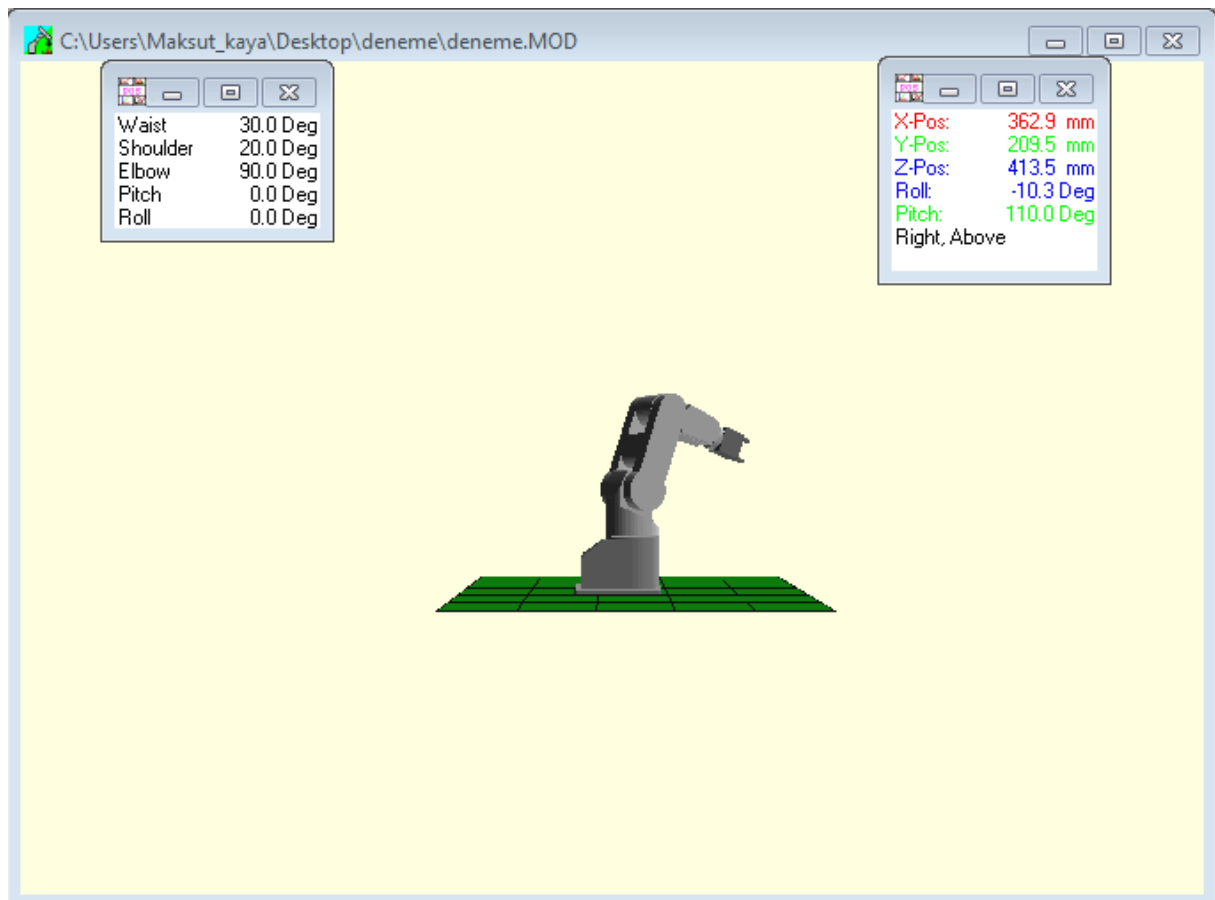 C:\Users\Maksut_kaya\Desktop\deneme\deneme.MOD
Waist 30.0 Deg
Shoulder 20.0 Deg
Elbow 90.0 Deg
Pitch 0.0 Deg
Roll 0.0 Deg
X-Pos: 362.9 mm
Y-Pos: 209.5 mm
Z-Pos: 413.5 mm
Roll: -10.3 Deg
Pitch: 110.0 Deg
Right, Above